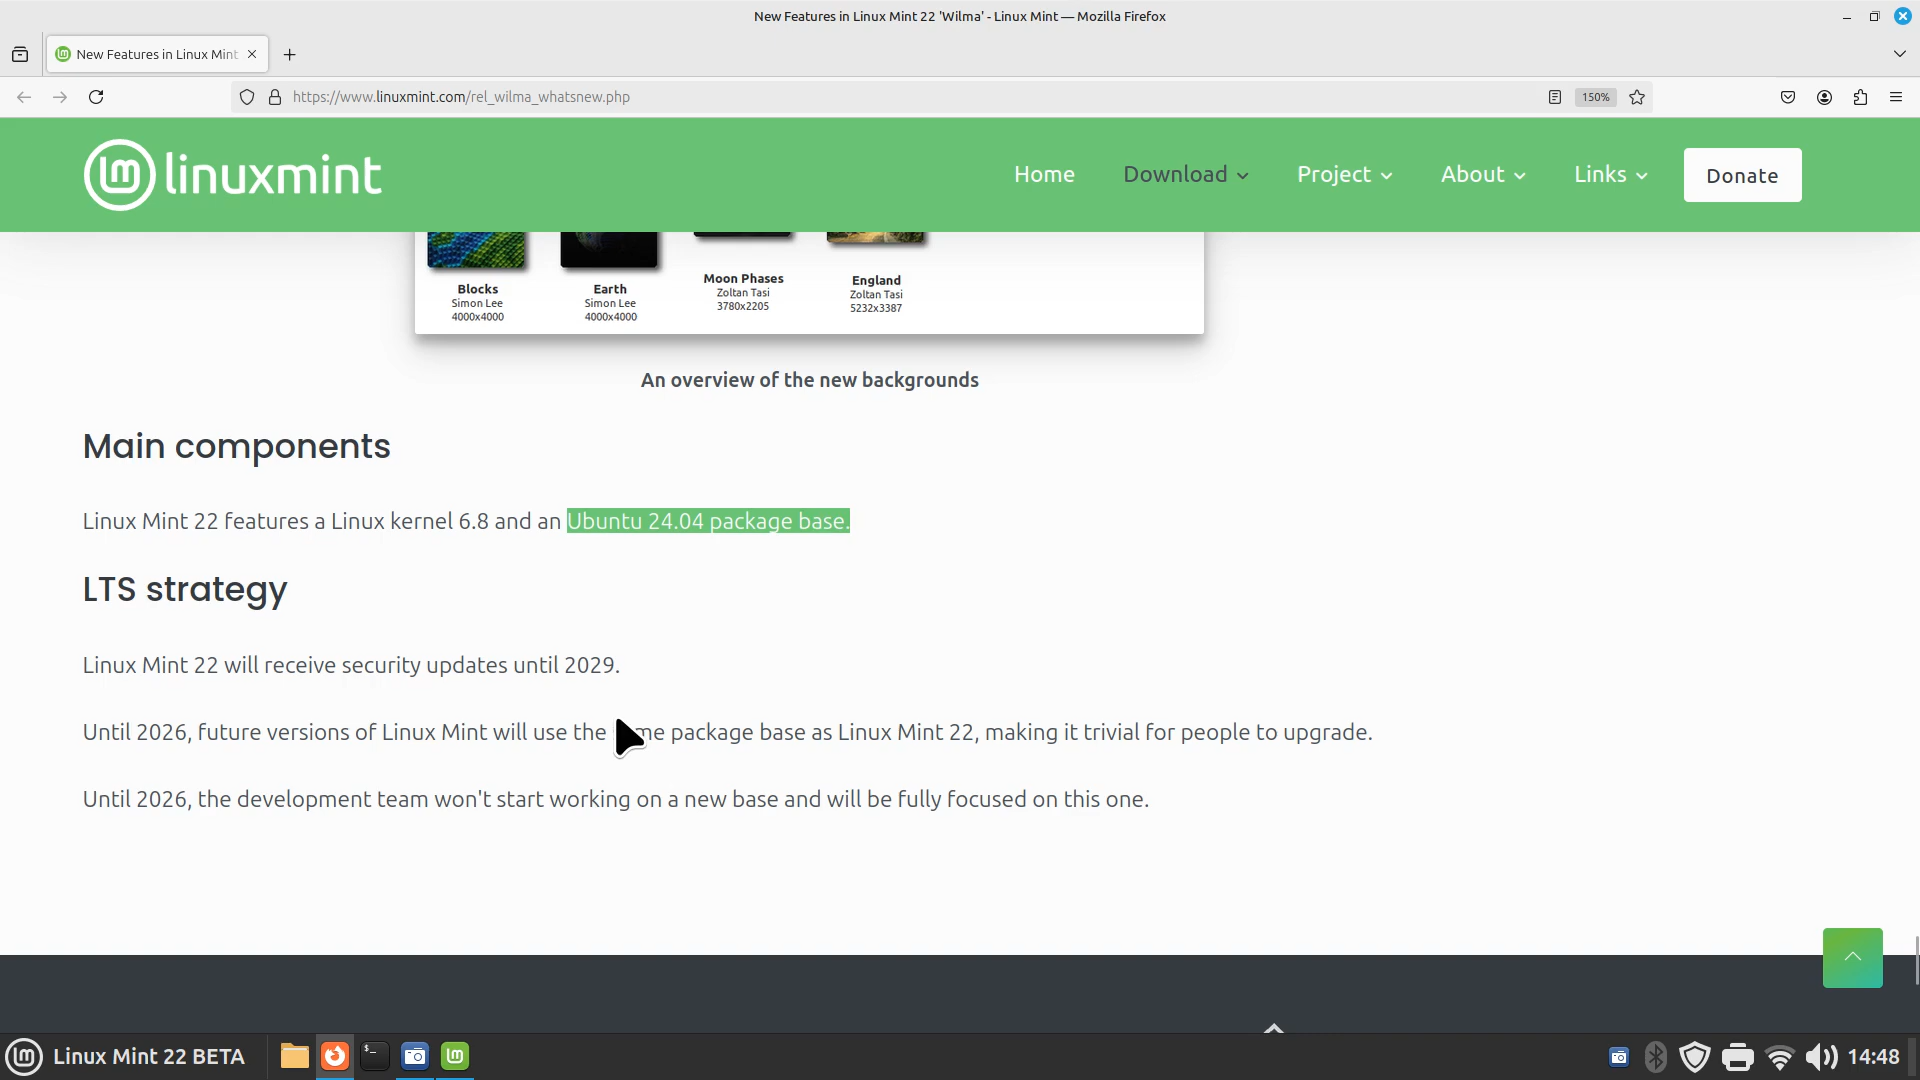 New Features in Linux Mint 22 'Wilma' - Linux Mint — Mozilla Firefox
New Features in Linux Mint
https://www.linuxmint.com/rel_wilma_whatsnew.php
150%
linuxmint
Home
Download
Project
About
Links
Donate
Blocks
Simon Lee
4000x4000
Earth
Simon Lee
4000x4000
Moon Phases
Zoltan Tasi
3780x2205
England
Zoltan Tasi
5232x3387
An overview of the new backgrounds
Main components
Linux Mint 22 features a Linux kernel 6.8 and an Ubuntu 24.04 package base.
LTS strategy
Linux Mint 22 will receive security updates until 2029.
Until 2026, future versions of Linux Mint will use the package base as Linux Mint 22, making it trivial for people to upgrade.
Until 2026, the development team won't start working on a new base and will be fully focused on this one.
Linux Mint 22 BETA
14:48